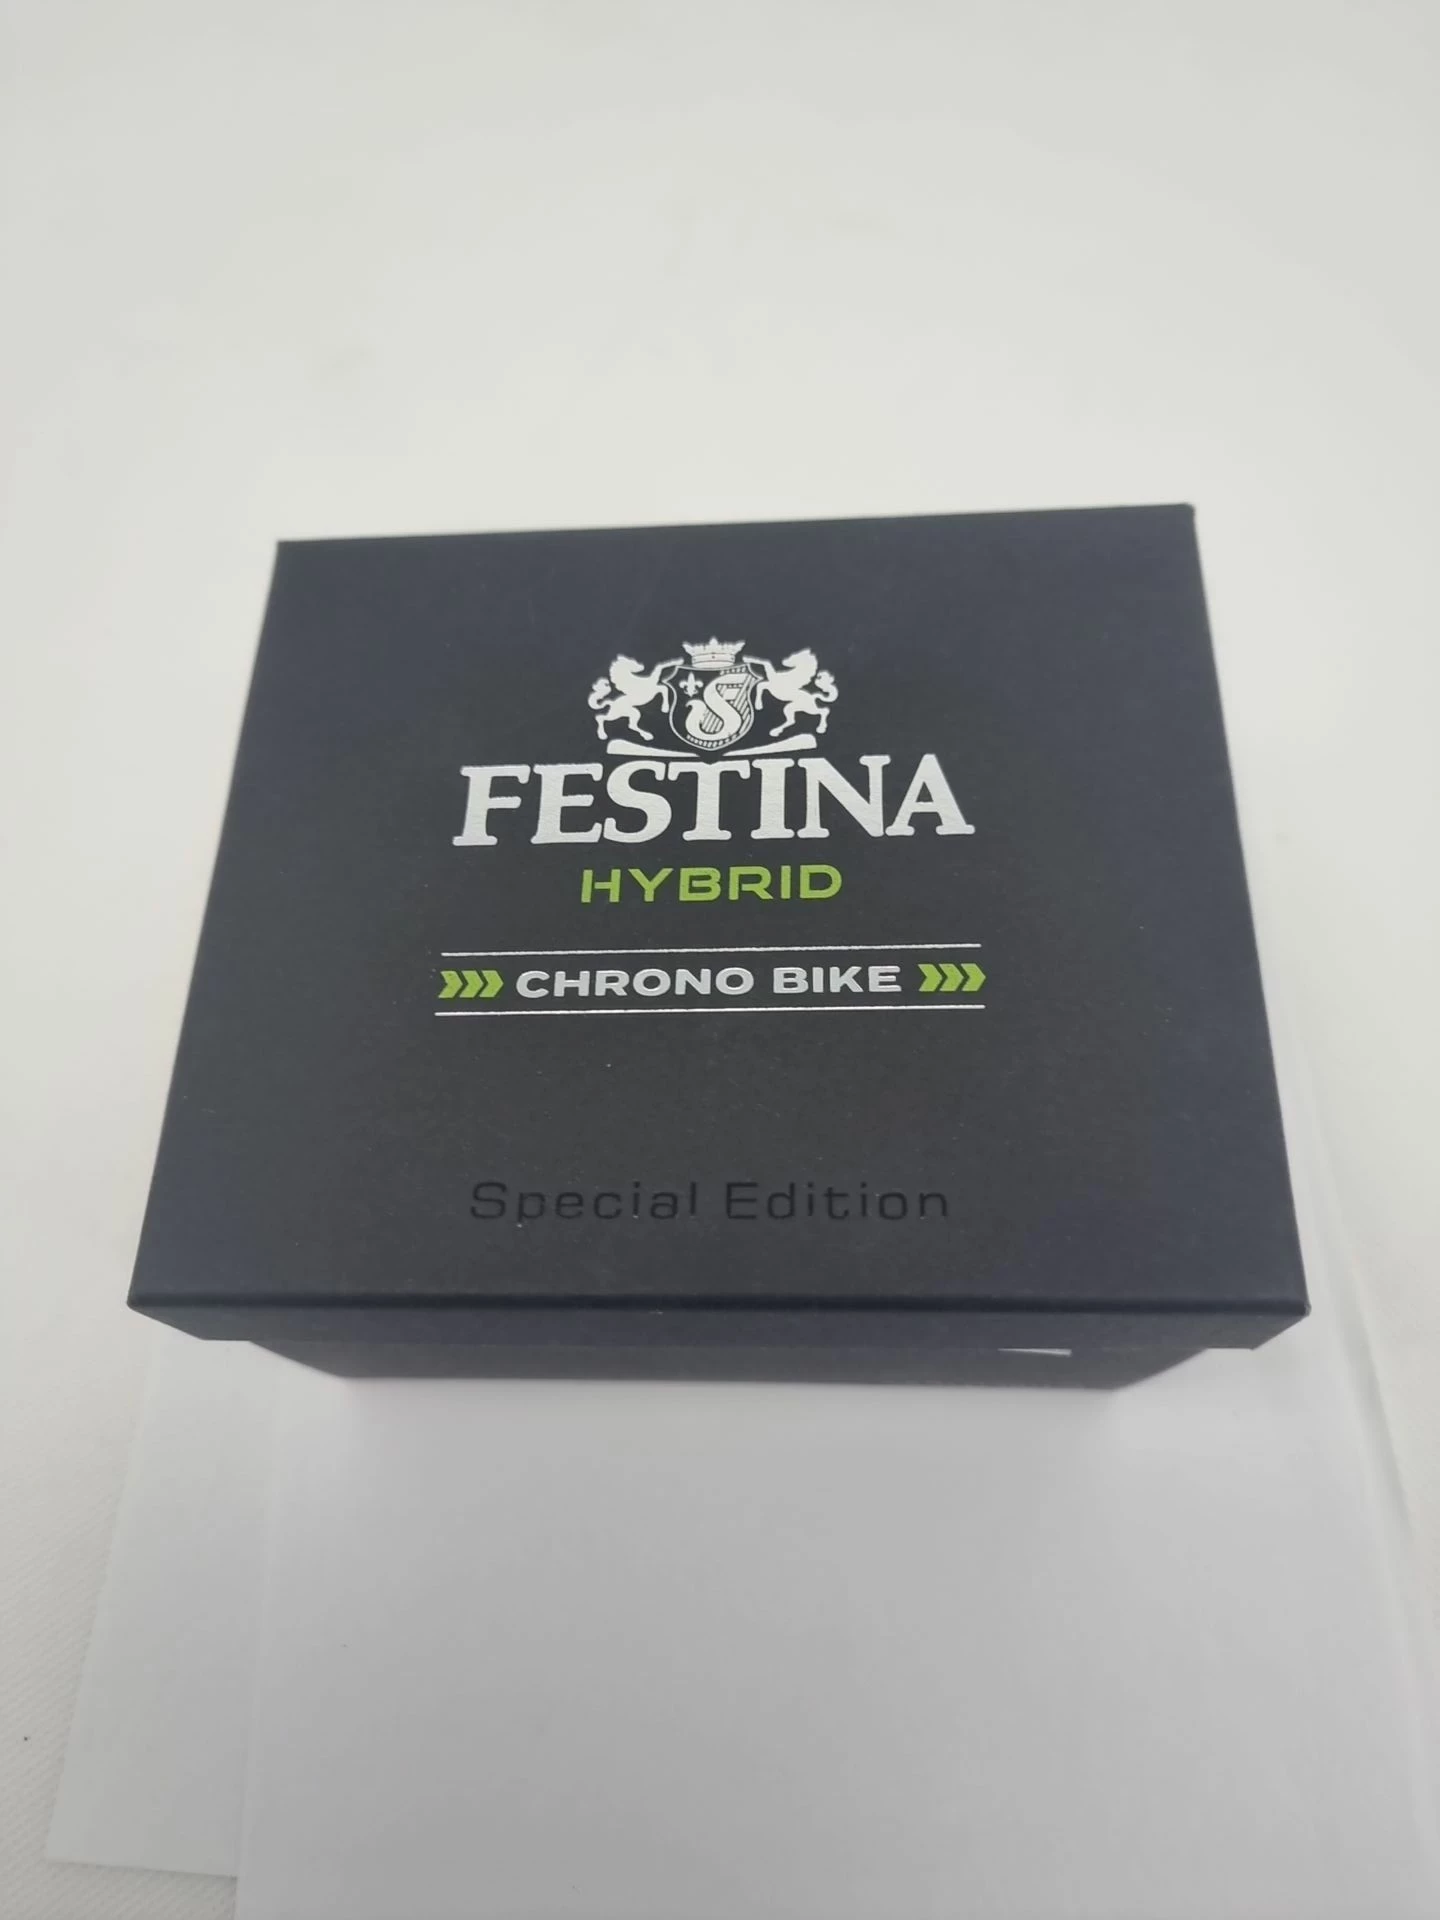 FESTINA
HYBRID
CHRONO BIKE
Special Edition